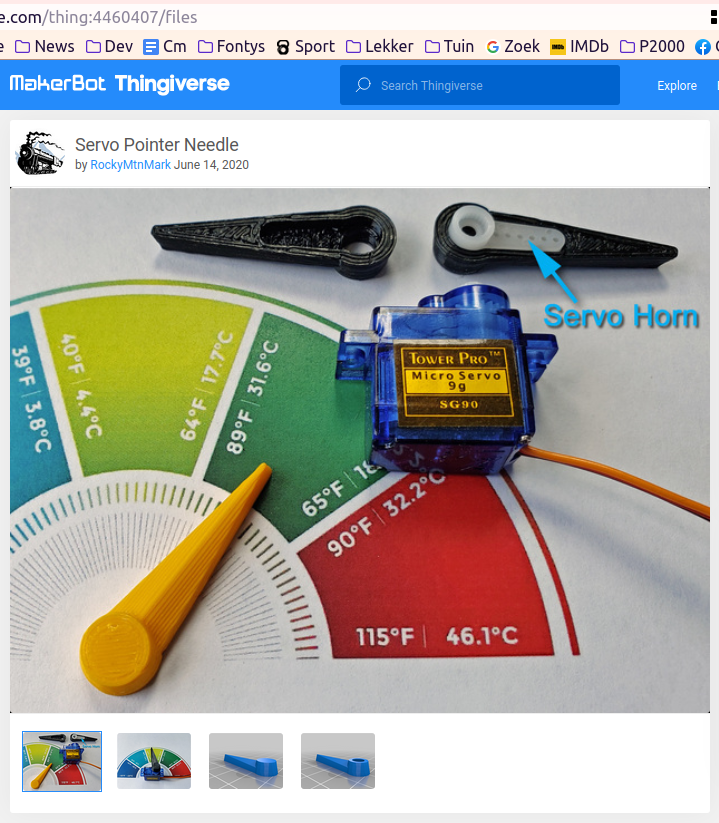 e.com/thing:4460407/files
e News Dev Cm Fontys Sport Lekker Tuin Zoek IMDb P2000
MakerBot Thingiverse
Search Thingiverse
Explore
Servo Pointer Needle
by RockyMtnMark June 14, 2020
Servo Horn
TOWER PRO™
Micro Servo
9g
SG90
39°F | 3.8°C
40°F | 4.4°C
64°F | 17.7°C
89°F | 31.6°C
65°F | 18
90°F | 32.2°C
115°F | 46.1°C